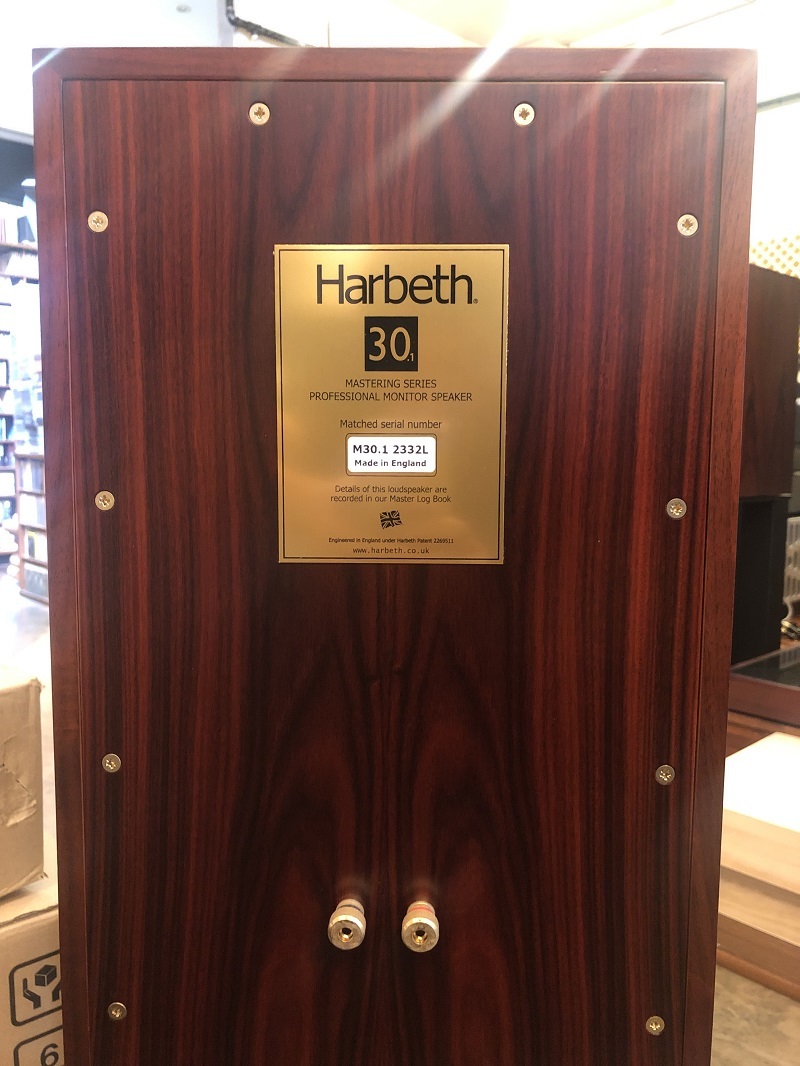 Harbeth®
30.1
MASTERING SERIES
PROFESSIONAL MONITOR SPEAKER
Matched serial number
M30.1 2332L
Made in England
Details of this loudspeaker are
recorded in our Master Log Book
Engineered in England under Harbeth Patent 2269511
www.harbeth.co.uk
6